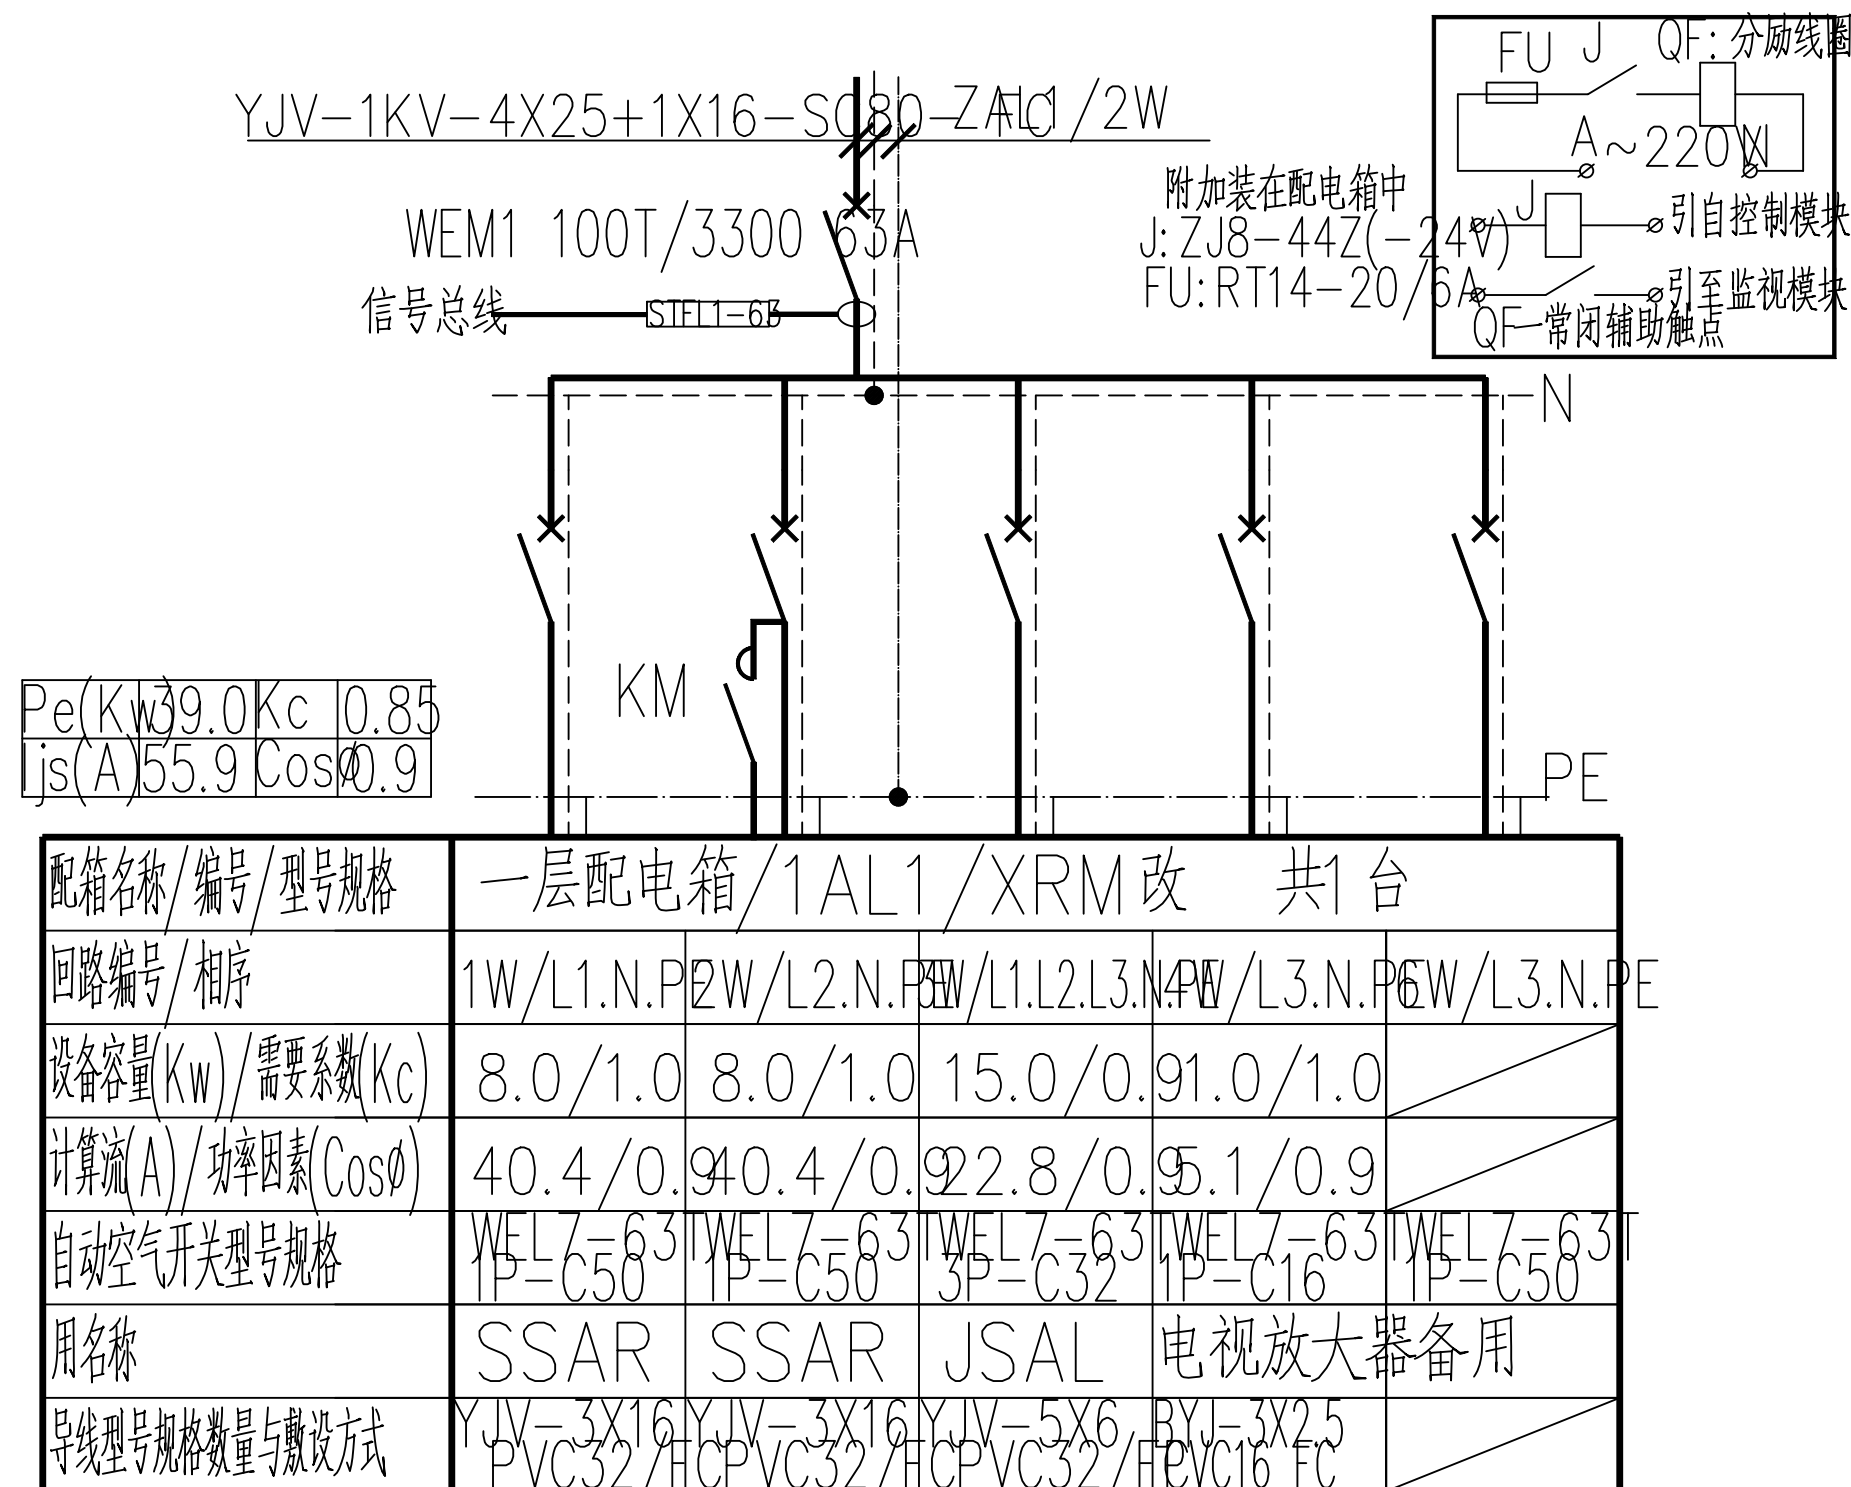 FU J QF: 分励线圈
YJV-1KV-4X25+1X16-SC80-FC ZAL1/2W
A ~220V N
附加装在配电箱中
J
引自控制模块
WEM1 100T/3300 63A
J: ZJ8-44Z(-24V)
FU: RT14-20/6A
引至监视模块
信号总线
STFL1-63
QF—常闭辅助触点
N
KM
Pe(Kw) 39.0 Kc 0.85
Ijs(A) 55.9 Cosø 0.9
PE
配箱名称/编号/型号规格 一层配电箱/1AL1/XRM改 共1台
回路编号/相序 1W/L1.N.PE 2W/L2.N.PE 3W/L1.L2.L3.N.PE 4W/L3.N.PE 6W/L3.N.PE
设备容量(Kw)/需要系数(Kc) 8.0/1.0 8.0/1.0 15.0/0.9 1.0/1.0
计算流(A)/功率因素(Cosø) 40.4/0.9 40.4/0.9 22.8/0.9 5.1/0.9
自动空气开关型号规格 WEL7-63T WEL7-63T WEL7-63T WEL7-63T WEL7-63T
1P-C50 1P-C50 3P-C32 1P-C16 1P-C50
用名称 SSAR SSAR JSAL 电视放大器 备用
导线型号规格数量与敷设方式 YJV-3X16 YJV-3X16 YJV-5X6 BYJ-3X2.5
PVC32/FC PVC32/FC PVC32/FC PVC16 FC